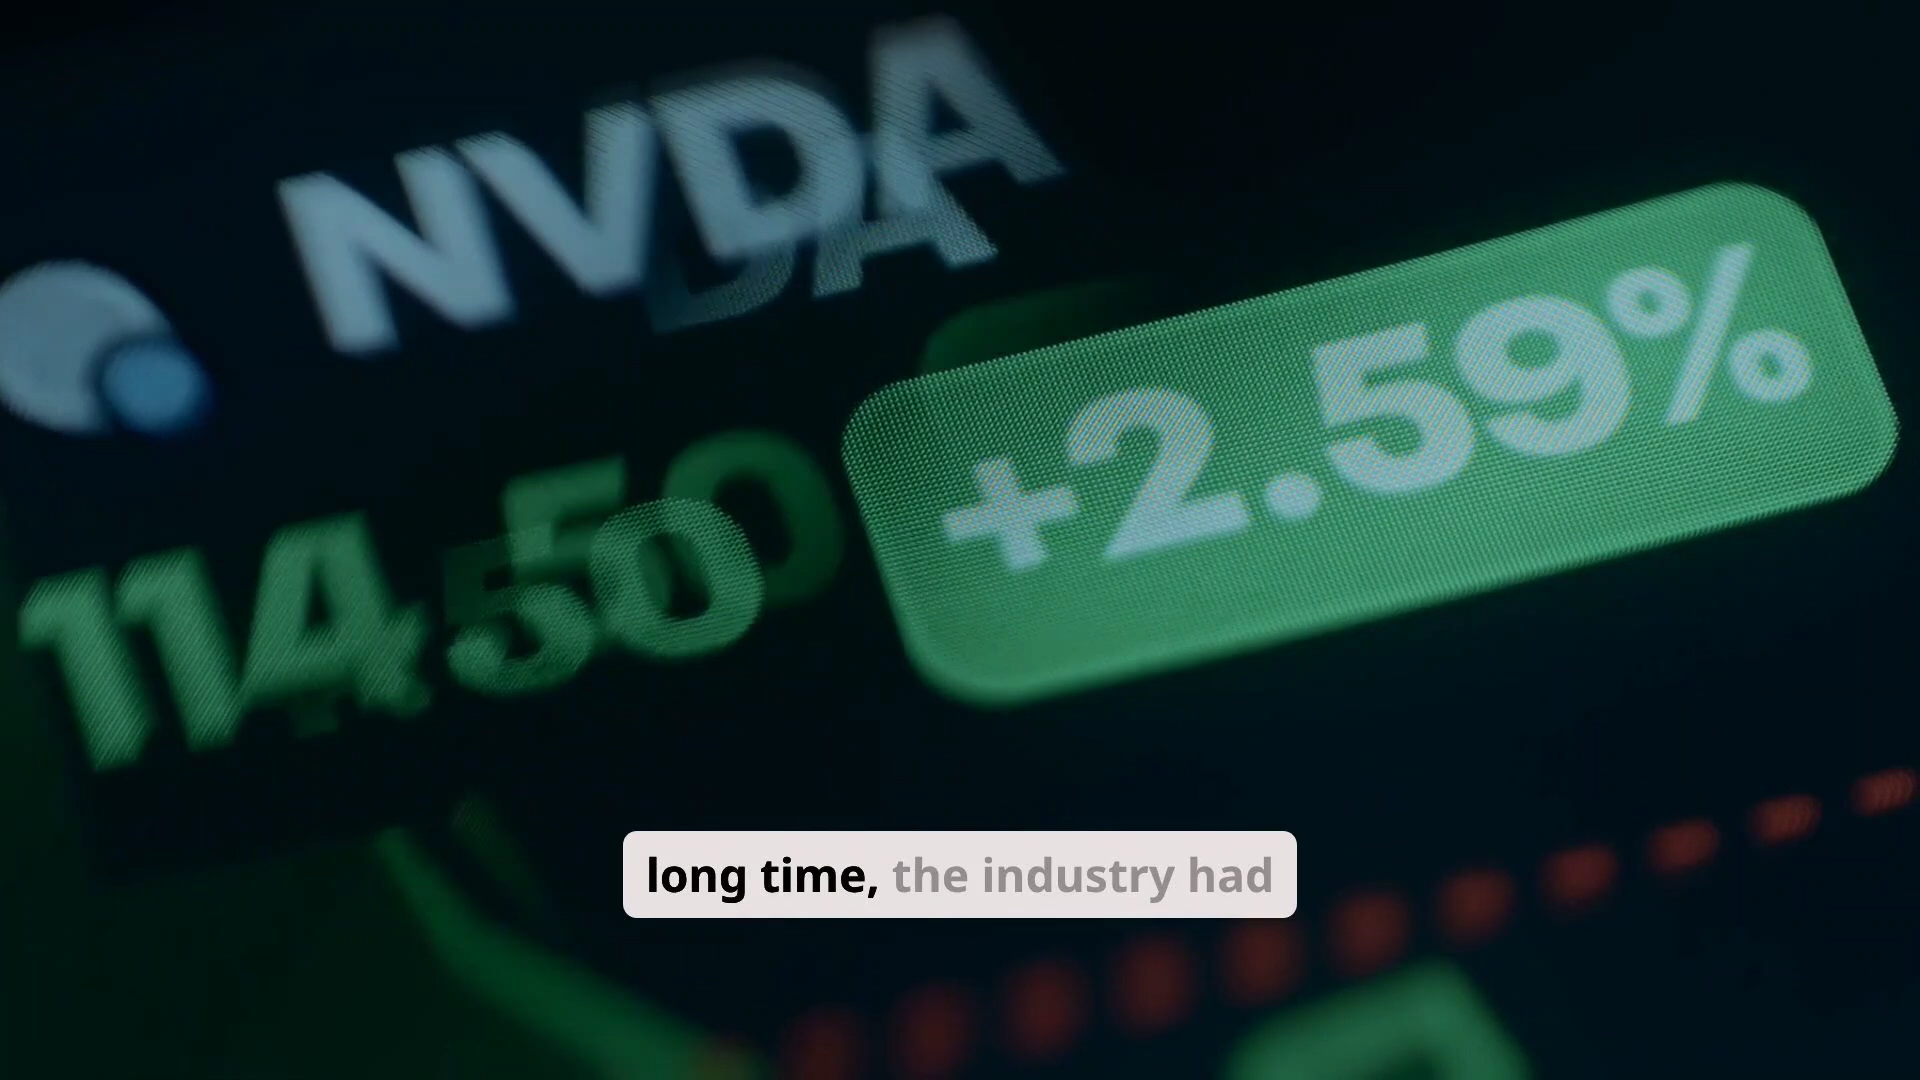 NVDA
114.50 +2.59%
long time, the industry had